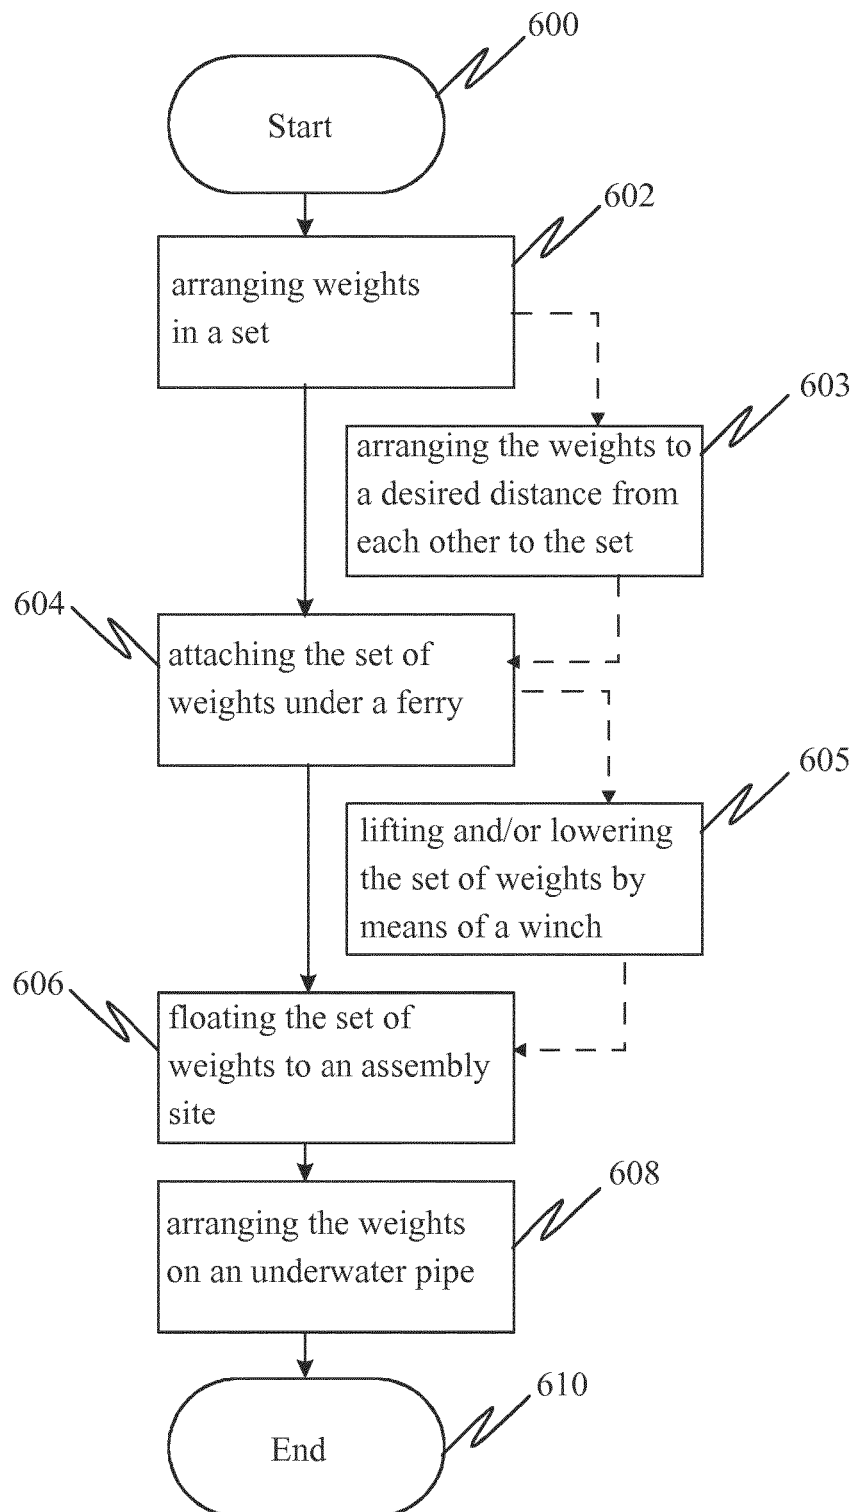 600
Start
602
arranging weights
in a set
603
arranging the weights to
a desired distance from
each other to the set
604
attaching the set of
weights under a ferry
605
lifting and/or lowering
the set of weights by
means of a winch
606
floating the set of
weights to an assembly
site
608
arranging the weights
on an underwater pipe
610
End